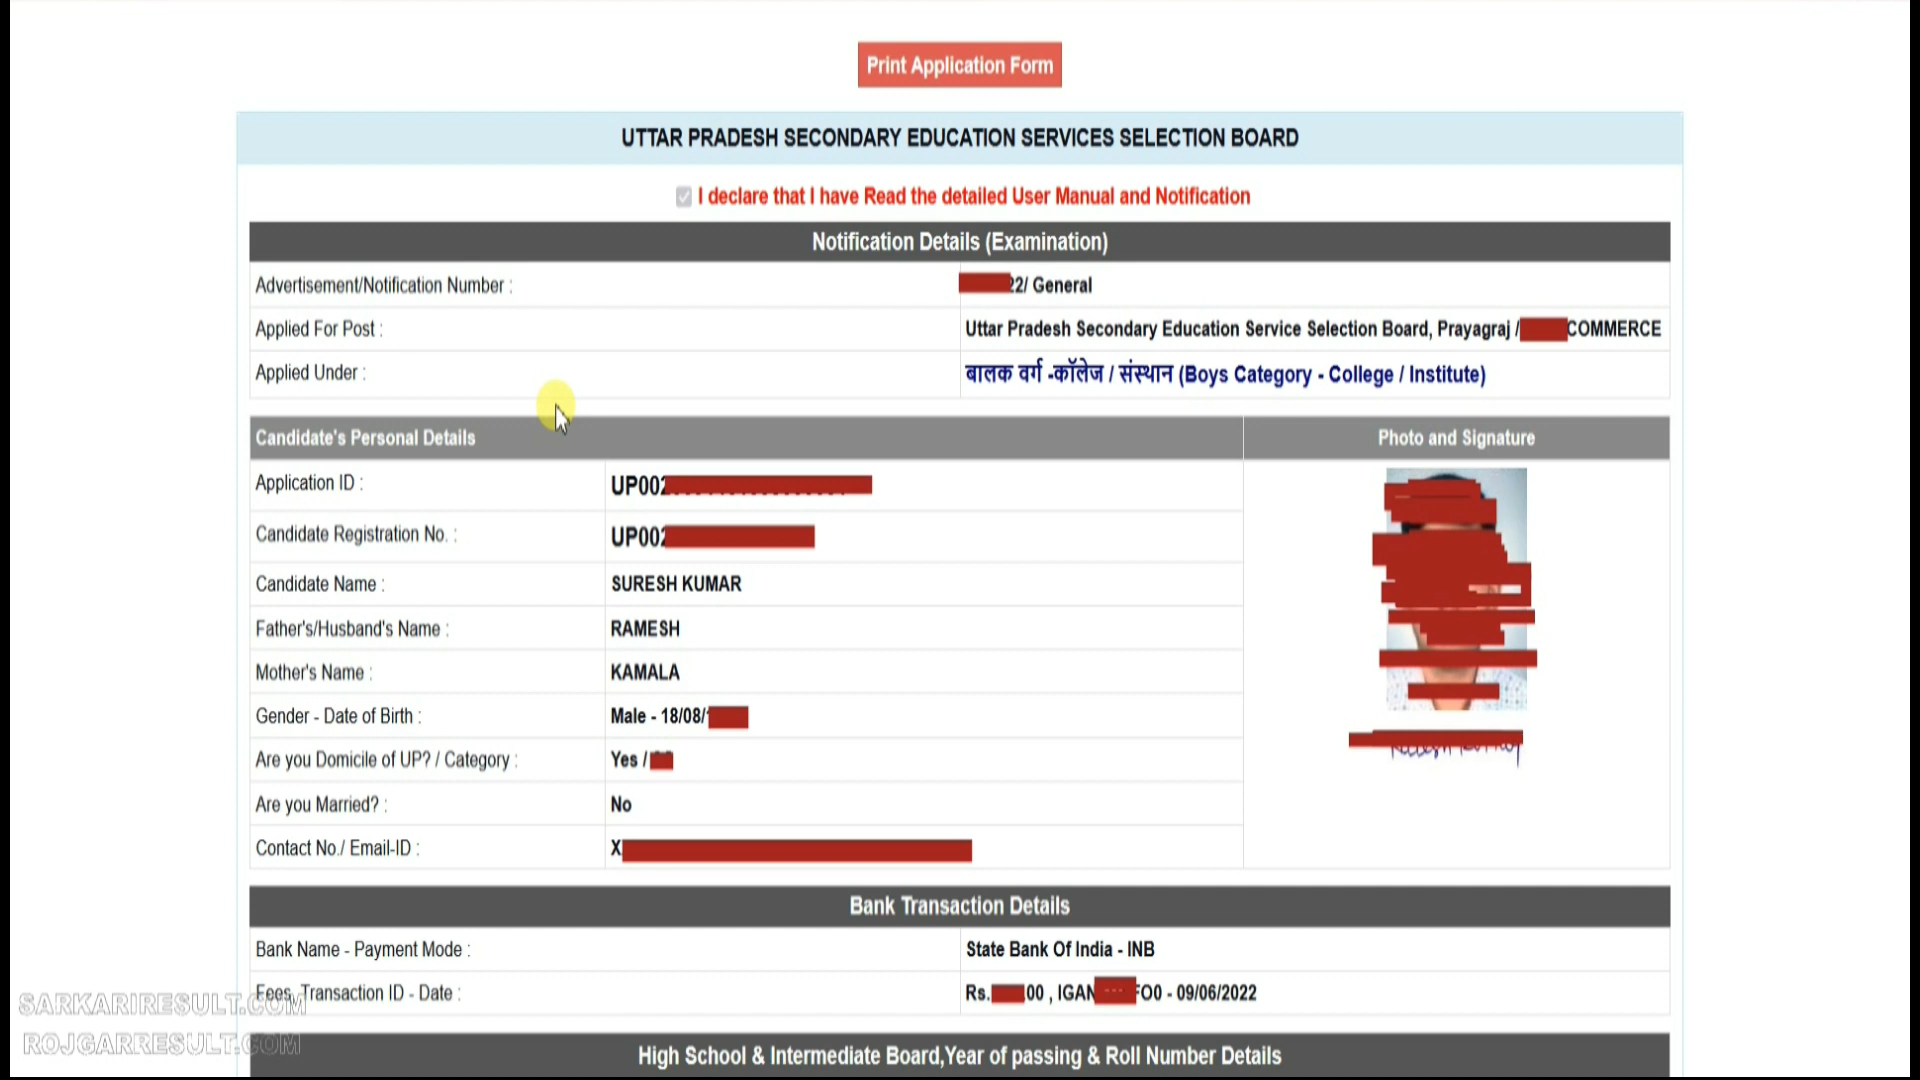 Print Application Form
UTTAR PRADESH SECONDARY EDUCATION SERVICES SELECTION BOARD
I declare that I have Read the detailed User Manual and Notification
Notification Details (Examination)
Advertisement/Notification Number : 22/ General
Applied For Post : Uttar Pradesh Secondary Education Service Selection Board, Prayagraj / COMMERCE
Applied Under : बालक वर्ग -कॉलेज / संस्थान (Boys Category - College / Institute)
Candidate's Personal Details Photo and Signature
Application ID : UP002
Candidate Registration No. : UP002
Candidate Name : SURESH KUMAR
Father's/Husband's Name : RAMESH
Mother's Name : KAMALA
Gender - Date of Birth : Male - 18/08/
Are you Domicile of UP? / Category : Yes /
Are you Married? : No
Contact No./ Email-ID : X
Bank Transaction Details
Bank Name - Payment Mode : State Bank Of India - INB
Fees, Transaction ID - Date : Rs. 00 , IGAN FO0 - 09/06/2022
High School & Intermediate Board,Year of passing & Roll Number Details
SARKARIRESULT.COM
ROJGARRESULT.COM